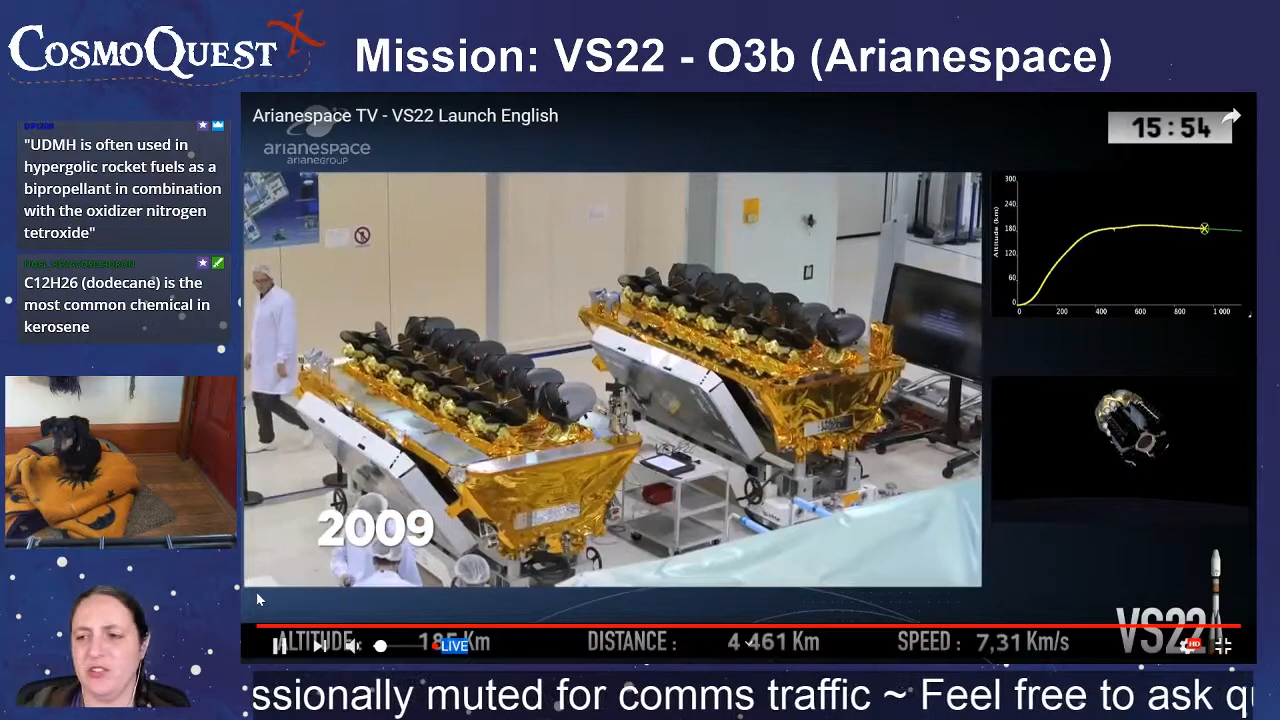 COSMOQUEST X
Mission: VS22 - O3b (Arianespace)
"UDMH is often used in
hypergolic rocket fuels as a
bipropellant in combination
with the oxidizer nitrogen
tetroxide"
C12H26 (dodecane) is the
most common chemical in
kerosene
Arianespace TV - VS22 Launch English
arianespace
arianeGROUP
15:54
Altitude (km)
300
240
180
120
60
0
0 200 400 600 800 1 000
2009
VS22
ALTITUDE: 185 Km DISTANCE : 4 461 Km SPEED : 7,31 Km/s
LIVE
HD
ssionally muted for comms traffic ~ Feel free to ask qu